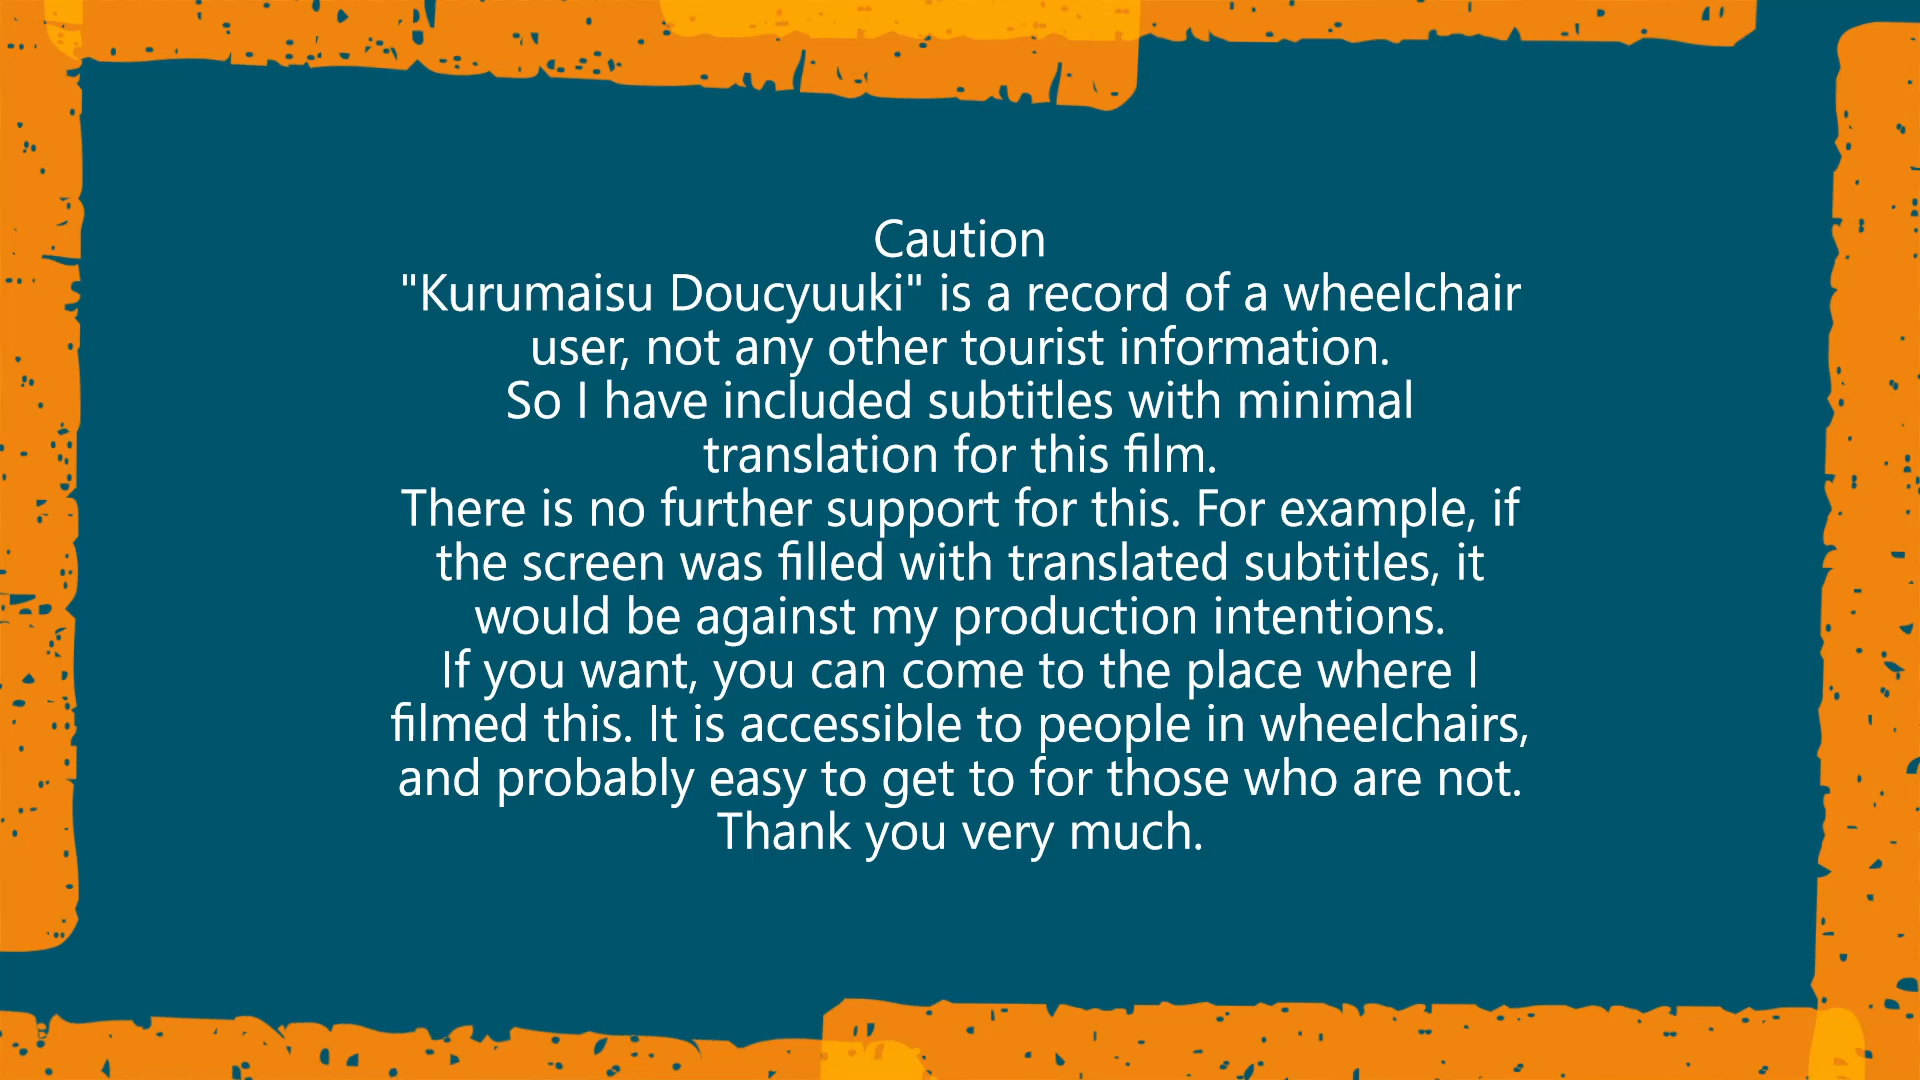 Caution
"Kurumaisu Doucyuuki" is a record of a wheelchair
user, not any other tourist information.
So I have included subtitles with minimal
translation for this film.
There is no further support for this. For example, if
the screen was filled with translated subtitles, it
would be against my production intentions.
If you want, you can come to the place where I
filmed this. It is accessible to people in wheelchairs,
and probably easy to get to for those who are not.
Thank you very much.